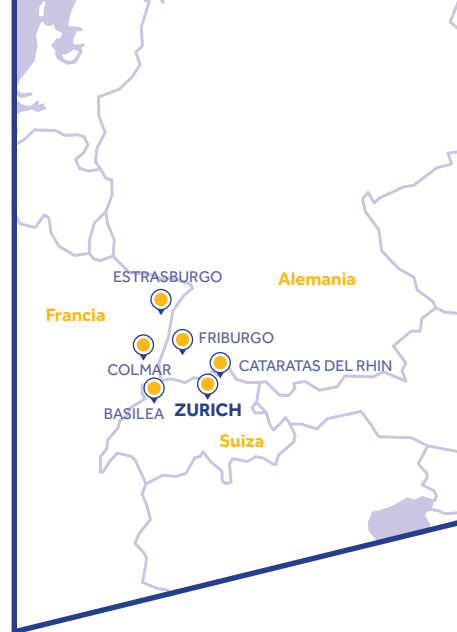 ESTRASBURGO
Alemania
Francia
FRIBURGO
COLMAR
CATARATAS DEL RHIN
BASILEA
ZURICH
Suiza